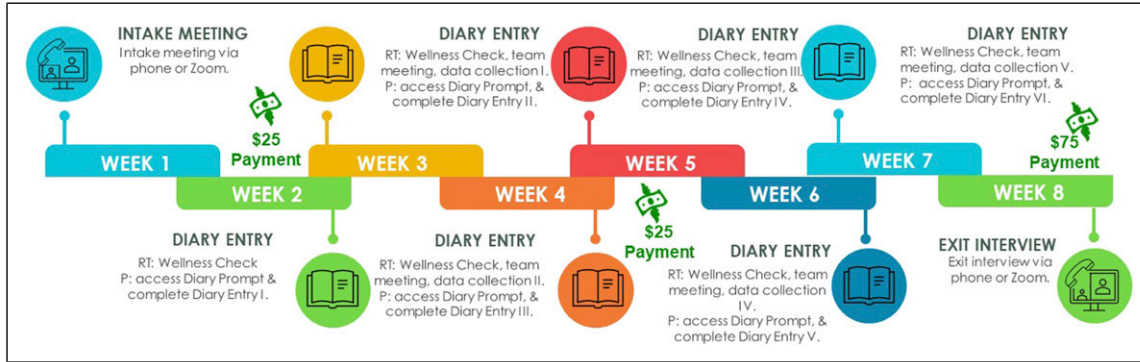 INTAKE MEETING
Intake meeting via
phone or Zoom.
$25
Payment
DIARY ENTRY
RT: Wellness Check, team
meeting, data collection I.
P: access Diary Prompt, &
complete Diary Entry II.
DIARY ENTRY
RT: Wellness Check, team
meeting, data collection III.
P: access Diary Prompt, &
complete Diary Entry IV.
DIARY ENTRY
RT: Wellness Check, team
meeting, data collection V.
P: access Diary Prompt, &
complete Diary Entry VI.
$75
Payment
WEEK 1
WEEK 2
WEEK 3
WEEK 4
WEEK 5
WEEK 6
WEEK 7
WEEK 8
DIARY ENTRY
RT: Wellness Check
P: access Diary Prompt &
complete Diary Entry I.
DIARY ENTRY
RT: Wellness Check, team
meeting, data collection II.
P: access Diary Prompt, &
complete Diary Entry III.
$25
Payment
DIARY ENTRY
RT: Wellness Check, team
meeting, data collection
IV.
P: access Diary Prompt, &
complete Diary Entry V.
EXIT INTERVIEW
Exit interview via
phone or Zoom.